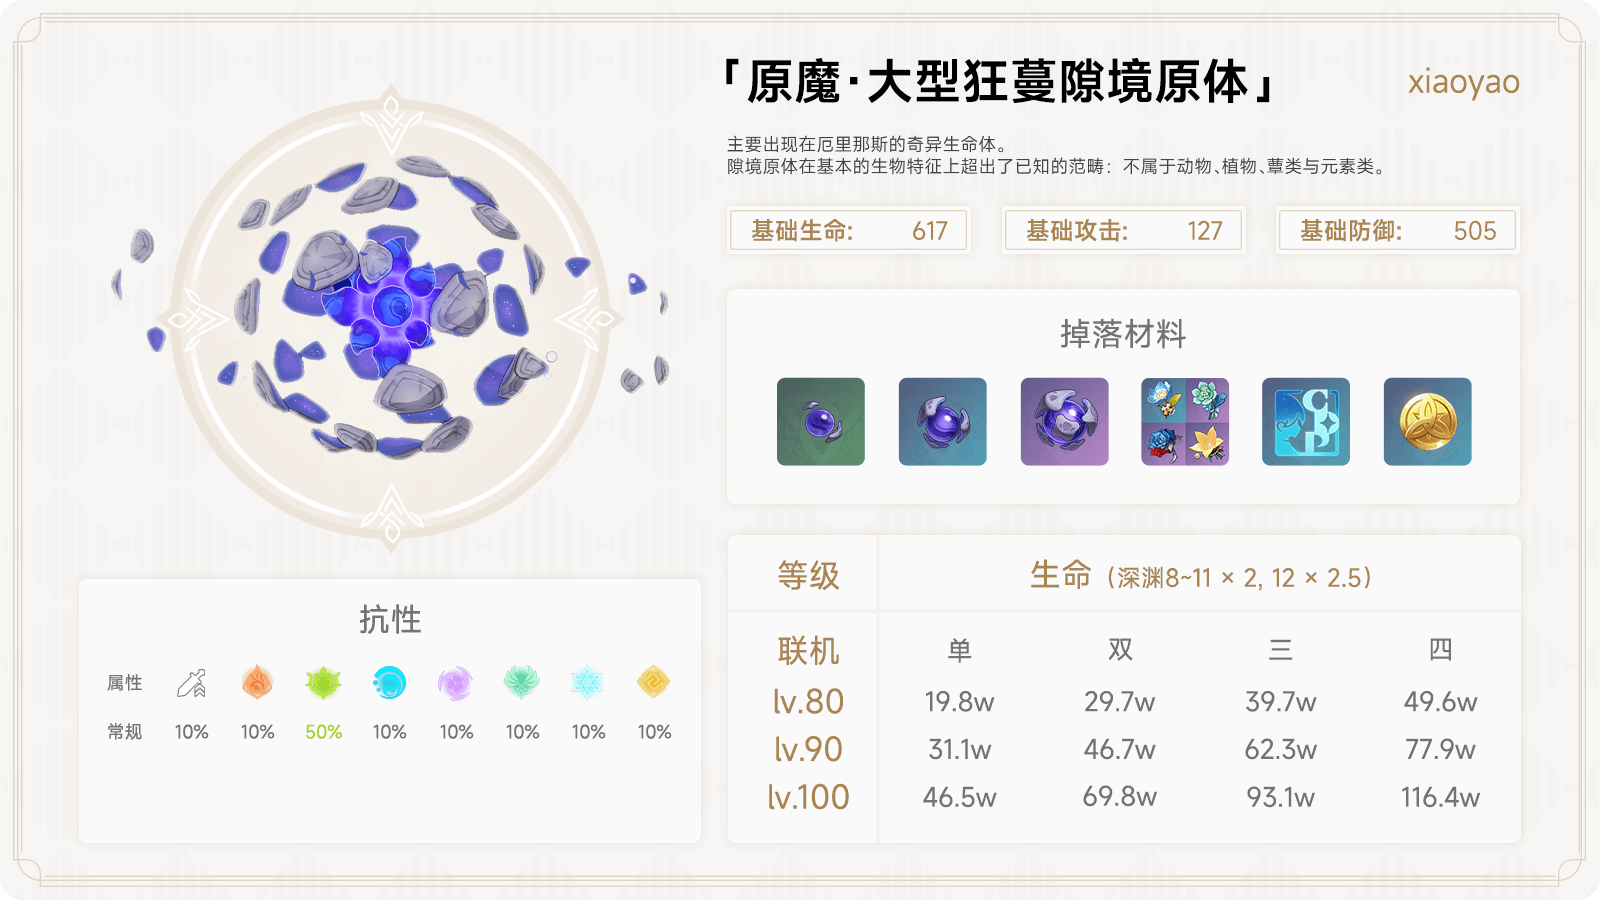 「原魔·大型狂蔓隙境原体」
xiaoyao
主要出现在厄里那斯的奇异生命体。
隙境原体在基本的生物特征上超出了已知的范畴：不属于动物、植物、蕈类与元素类。
基础生命: 617
基础攻击: 127
基础防御: 505
掉落材料
抗性
属性
常规 10% 10% 50% 10% 10% 10% 10% 10%
等级 生命（深渊8~11 × 2, 12 × 2.5）
联机 单 双 三 四
lv.80 19.8w 29.7w 39.7w 49.6w
lv.90 31.1w 46.7w 62.3w 77.9w
lv.100 46.5w 69.8w 93.1w 116.4w